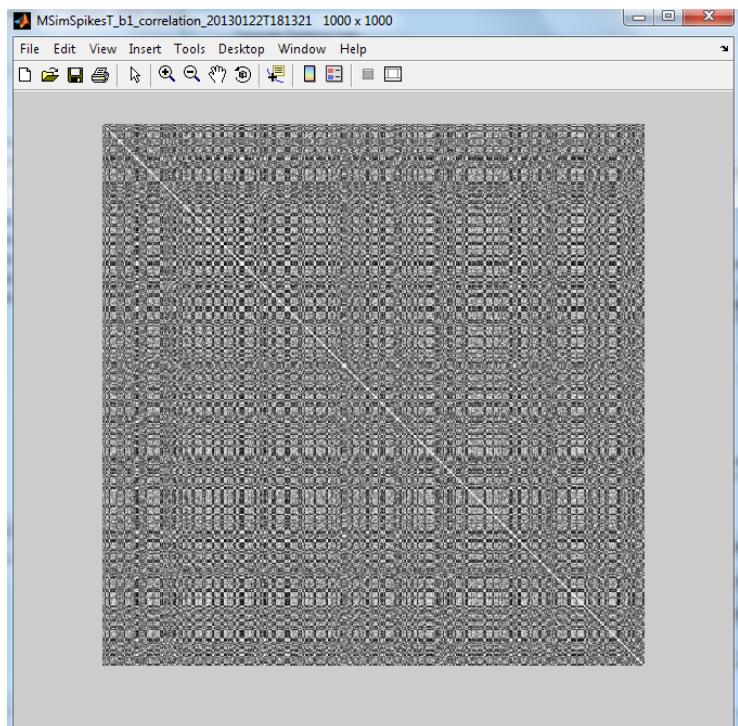 MSimSpikesT_b1_correlation_20130122T181321 1000 x 1000
File Edit View Insert Tools Desktop Window Help